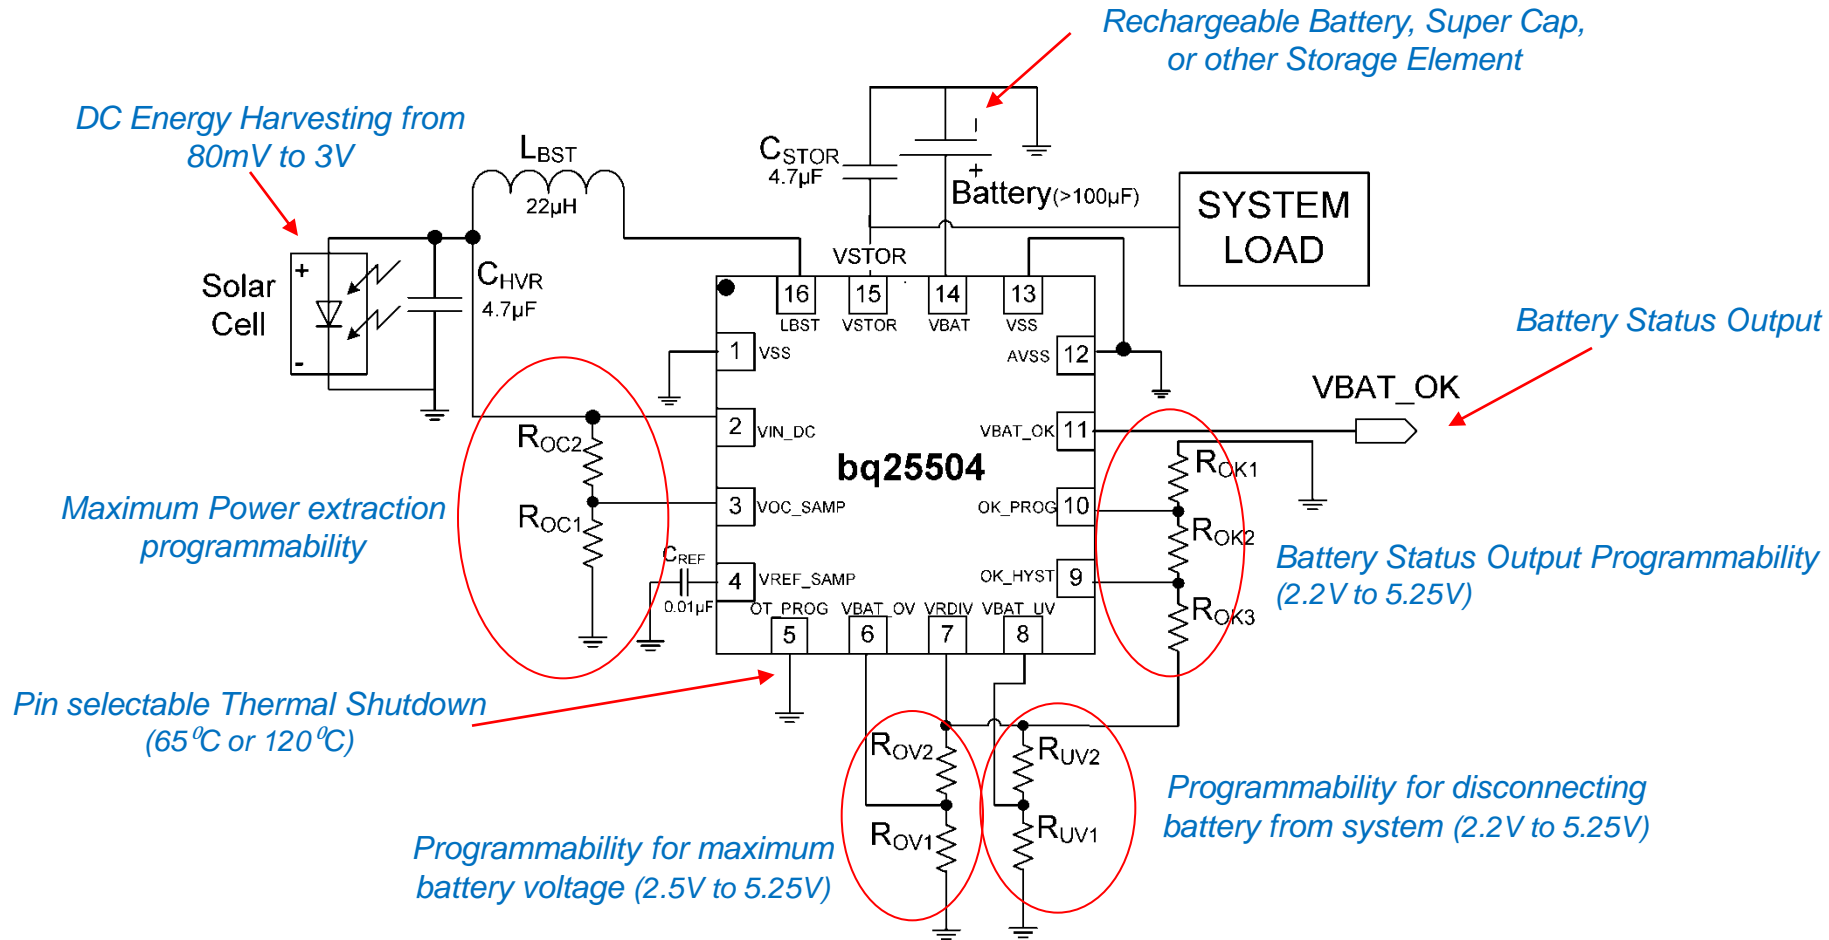 Rechargeable Battery, Super Cap,
or other Storage Element
DC Energy Harvesting from
80mV to 3V
LBST
22µH
CSTOR
4.7µF
+
Battery(>100µF)
SYSTEM
LOAD
Solar
Cell
+
-
CHVR
4.7µF
VSTOR
16
15
14
13
LBST
VSTOR
VBAT
VSS
Battery Status Output
1
VSS
AVSS
12
VBAT_OK
2
VIN_DC
VBAT_OK
11
bq25504
ROC2
ROC1
3
VOC_SAMP
OK_PROG
10
ROK1
ROK2
ROK3
Maximum Power extraction
programmability
Battery Status Output Programmability
(2.2V to 5.25V)
CREF
0.01µF
4
VREF_SAMP
OK_HYST
9
OT_PROG
VBAT_OV
VRDIV
VBAT_UV
5
6
7
8
Pin selectable Thermal Shutdown
(65⁰C or 120⁰C)
ROV2
ROV1
RUV2
RUV1
Programmability for maximum
battery voltage (2.5V to 5.25V)
Programmability for disconnecting
battery from system (2.2V to 5.25V)